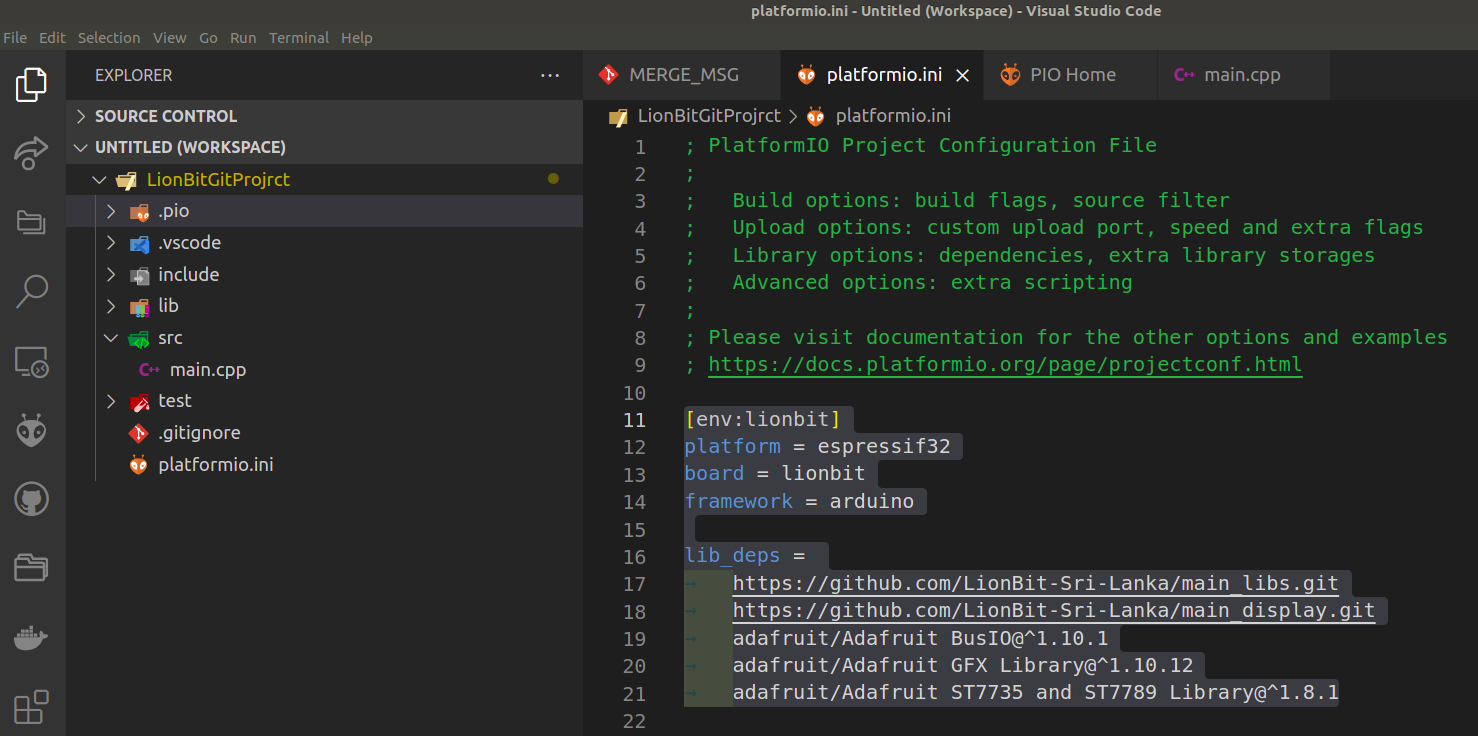 platformio.ini - Untitled (Workspace) - Visual Studio Code
File Edit Selection View Go Run Terminal Help
EXPLORER ···
SOURCE CONTROL
UNTITLED (WORKSPACE)
LionBitGitProjrct
.pio
.vscode
include
lib
src
main.cpp
test
.gitignore
platformio.ini
MERGE_MSG platformio.ini PIO Home main.cpp
LionBitGitProjrct > platformio.ini
1 ; PlatformIO Project Configuration File
2 ;
3 ;   Build options: build flags, source filter
4 ;   Upload options: custom upload port, speed and extra flags
5 ;   Library options: dependencies, extra library storages
6 ;   Advanced options: extra scripting
7 ;
8 ; Please visit documentation for the other options and examples
9 ; https://docs.platformio.org/page/projectconf.html
10
11 [env:lionbit]
12 platform = espressif32
13 board = lionbit
14 framework = arduino
15
16 lib_deps =
17 https://github.com/LionBit-Sri-Lanka/main_libs.git
18 https://github.com/LionBit-Sri-Lanka/main_display.git
19 adafruit/Adafruit BusIO@^1.10.1
20 adafruit/Adafruit GFX Library@^1.10.12
21 adafruit/Adafruit ST7735 and ST7789 Library@^1.8.1
22